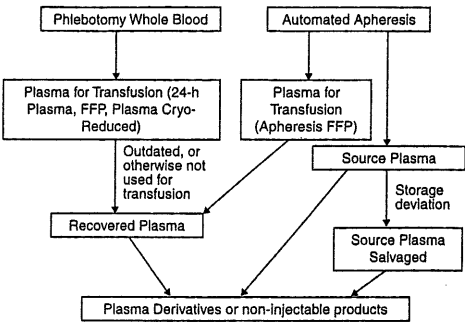 Phlebotomy Whole Blood
Automated Apheresis
Plasma for Transfusion (24-h
Plasma, FFP, Plasma Cryo-
Reduced)
Plasma for
Transfusion
(Apheresis FFP)
Outdated, or
otherwise not
used for
transfusion
Source Plasma
Storage
deviation
Recovered Plasma
Source Plasma
Salvaged
Plasma Derivatives or non-injectable products